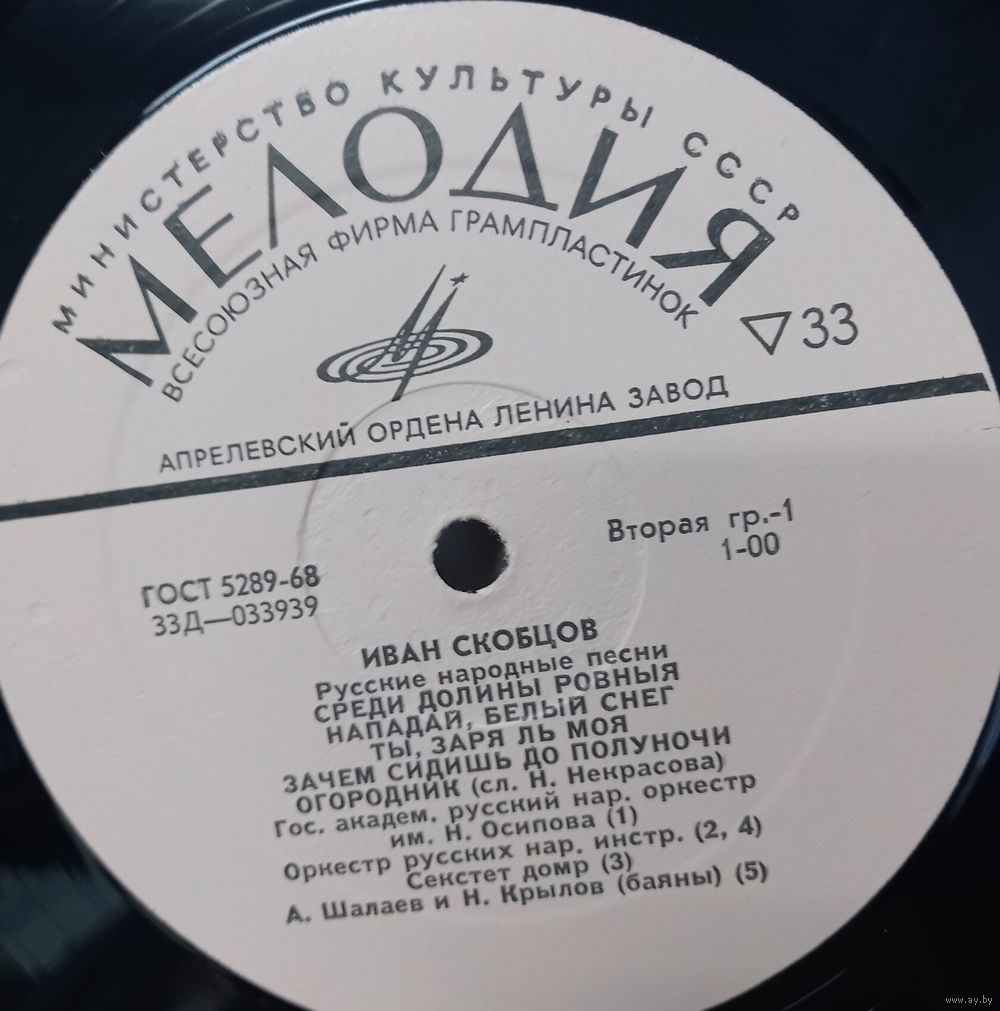 МИНИСТЕРСТВО КУЛЬТУРЫ СССР
МЕЛОДИЯ
ВСЕСОЮЗНАЯ ФИРМА ГРАМПЛАСТИНОК
33
АПРЕЛЕВСКИЙ ОРДЕНА ЛЕНИНА ЗАВОД
Вторая гр.-1
1-00
ГОСТ 5289-68
33Д—033939
ИВАН СКОБЦОВ
Русские народные песни
СРЕДИ ДОЛИНЫ РОВНЫЯ
НАПАДАЙ, БЕЛЫЙ СНЕГ
ТЫ, ЗАРЯ ЛЬ МОЯ
ЗАЧЕМ СИДИШЬ ДО ПОЛУНОЧИ
ОГОРОДНИК (сл. Н. Некрасова)
Гос. академ. русский нар. оркестр
им. Н. Осипова (1)
Оркестр русских нар. инстр. (2, 4)
Секстет домр (3)
А. Шалаев и Н. Крылов (баяны) (5)
www.ay.by